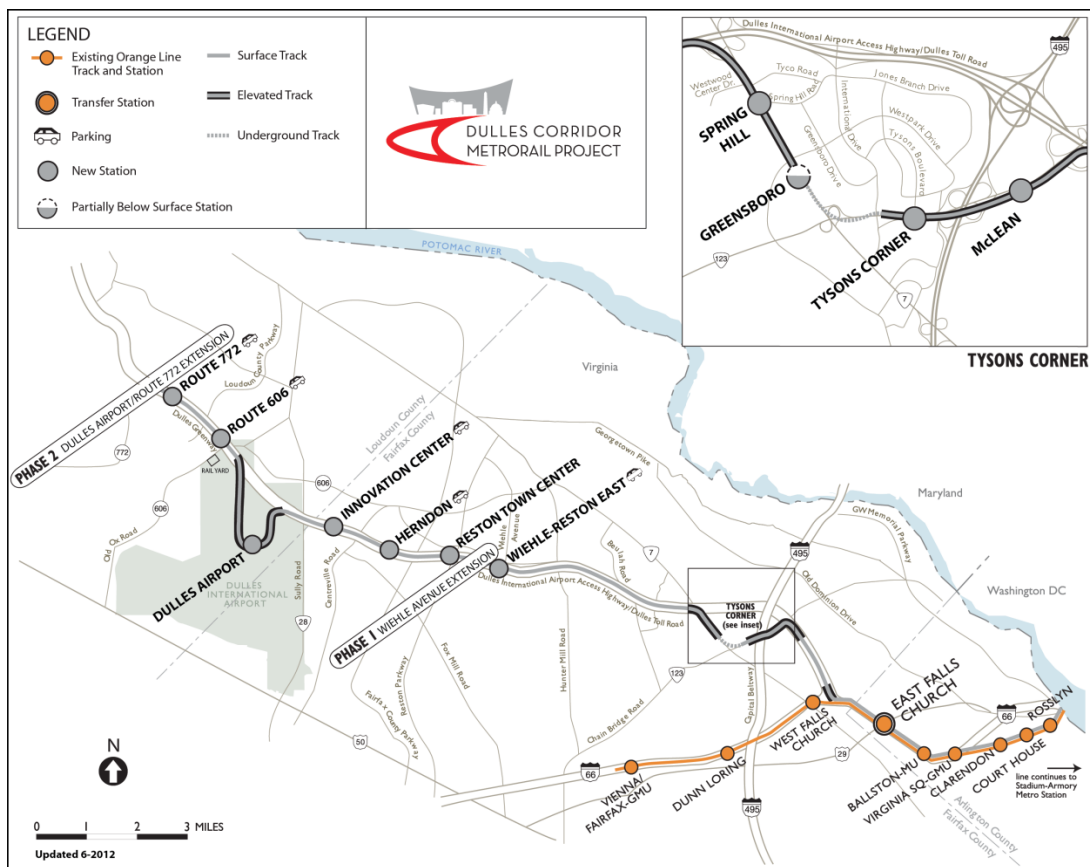 LEGEND
Existing Orange Line
Track and Station
Transfer Station
Parking
New Station
Partially Below Surface Station
Surface Track
Elevated Track
Underground Track
DULLES CORRIDOR
METRORAIL PROJECT
Dulles International Airport Access Highway/Dulles Toll Road
495
Westwood
Center Dr.
Tyco Road
Spring Hill Road
International Drive
Jones Branch Drive
Westpark Drive
Tysons Boulevard
Greensboro Drive
SPRING
HILL
GREENSBORO
TYSONS CORNER
McLEAN
123
7
TYSONS CORNER
POTOMAC RIVER
Virginia
Maryland
Washington DC
PHASE 2 DULLES AIRPORT/ROUTE 772 EXTENSION
ROUTE 772
Loudoun County Parkway
ROUTE 606
Dulles Greenway
772
RAIL YARD
606
606
Old Ox Road
Loudoun County
Fairfax County
INNOVATION CENTER
HERNDON
RESTON TOWN CENTER
Wiehle
Avenue
WIEHLE-RESTON EAST
DULLES AIRPORT
DULLES
INTERNATIONAL
AIRPORT
Sully Road
28
Centreville Road
PHASE 1 WIEHLE AVENUE EXTENSION
Georgetown Pike
Beulah Road
7
Dulles International Airport Access Highway/Dulles Toll Road
495
GW Memorial Parkway
Old Dominion Drive
TYSONS
CORNER
(see inset)
Fox Mill Road
Reston Parkway
Fairfax County
Parkway
Hunter Mill Road
123
Chain Bridge Road
Capital Beltway
50
66
VIENNA/
FAIRFAX-GMU
DUNN LORING
WEST FALLS
CHURCH
495
29
EAST FALLS
CHURCH
66
BALLSTON-MU
VIRGINIA SQ-GMU
CLARENDON
COURT HOUSE
ROSSLYN
line continues to
Stadium-Armory
Metro Station
Arlington County
Fairfax County
N
0 1 2 3 MILES
Updated 6-2012